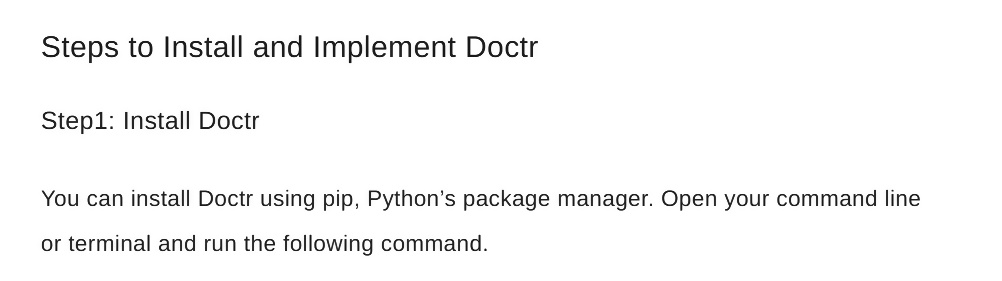 Steps to Install and Implement Doctr
Step1: Install Doctr
You can install Doctr using pip, Python’s package manager. Open your command line
or terminal and run the following command.